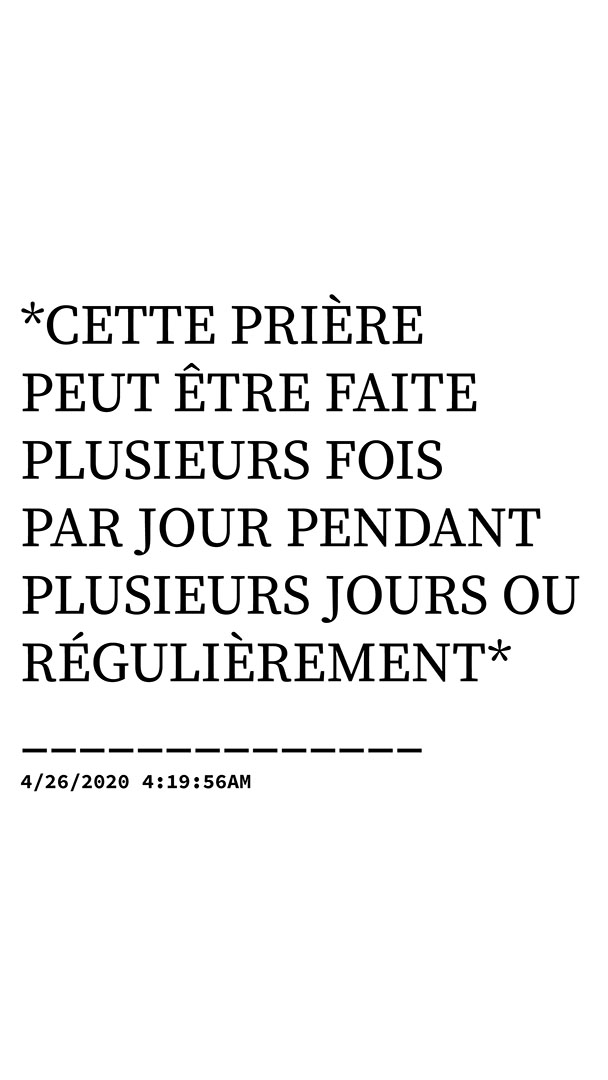 *CETTE PRIÈRE
PEUT ÊTRE FAITE
PLUSIEURS FOIS
PAR JOUR PENDANT
PLUSIEURS JOURS OU
RÉGULIÈREMENT*
______________
4/26/2020 4:19:56AM